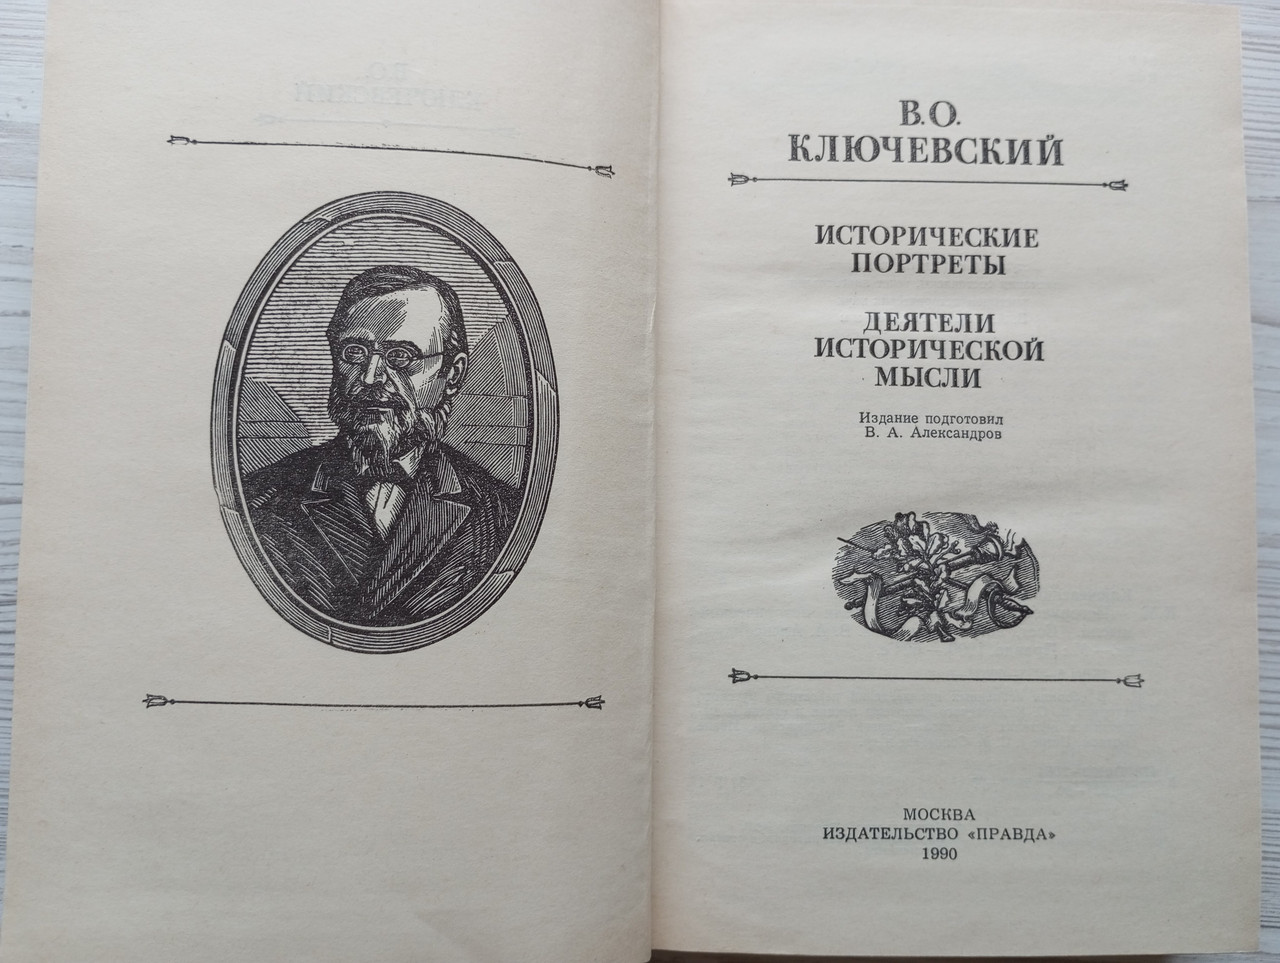 В.О.
КЛЮЧЕВСКИЙ
ИСТОРИЧЕСКИЕ
ПОРТРЕТЫ
ДЕЯТЕЛИ
ИСТОРИЧЕСКОЙ
МЫСЛИ
Издание подготовил
В. А. Александров
МОСКВА
ИЗДАТЕЛЬСТВО «ПРАВДА»
1990